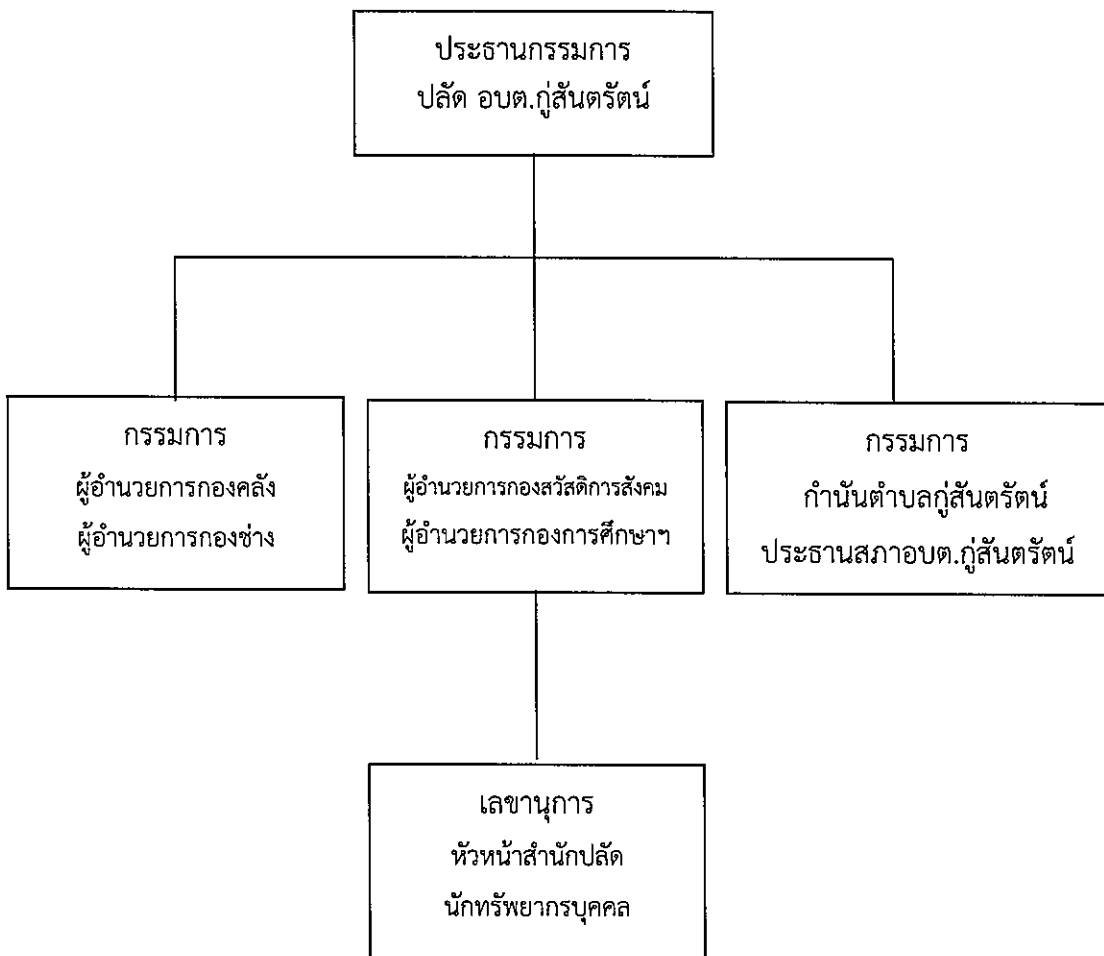 ประธานกรรมการ
ปลัด อบต.กู่สันตรัตน์
กรรมการ
ผู้อำนวยการกองคลัง
ผู้อำนวยการกองช่าง
กรรมการ
ผู้อำนวยการกองสวัสดิการสังคม
ผู้อำนวยการกองการศึกษาฯ
กรรมการ
กำนันตำบลกู่สันตรัตน์
ประธานสภาอบต.กู่สันตรัตน์
เลขานุการ
หัวหน้าสำนักปลัด
นักทรัพยากรบุคคล